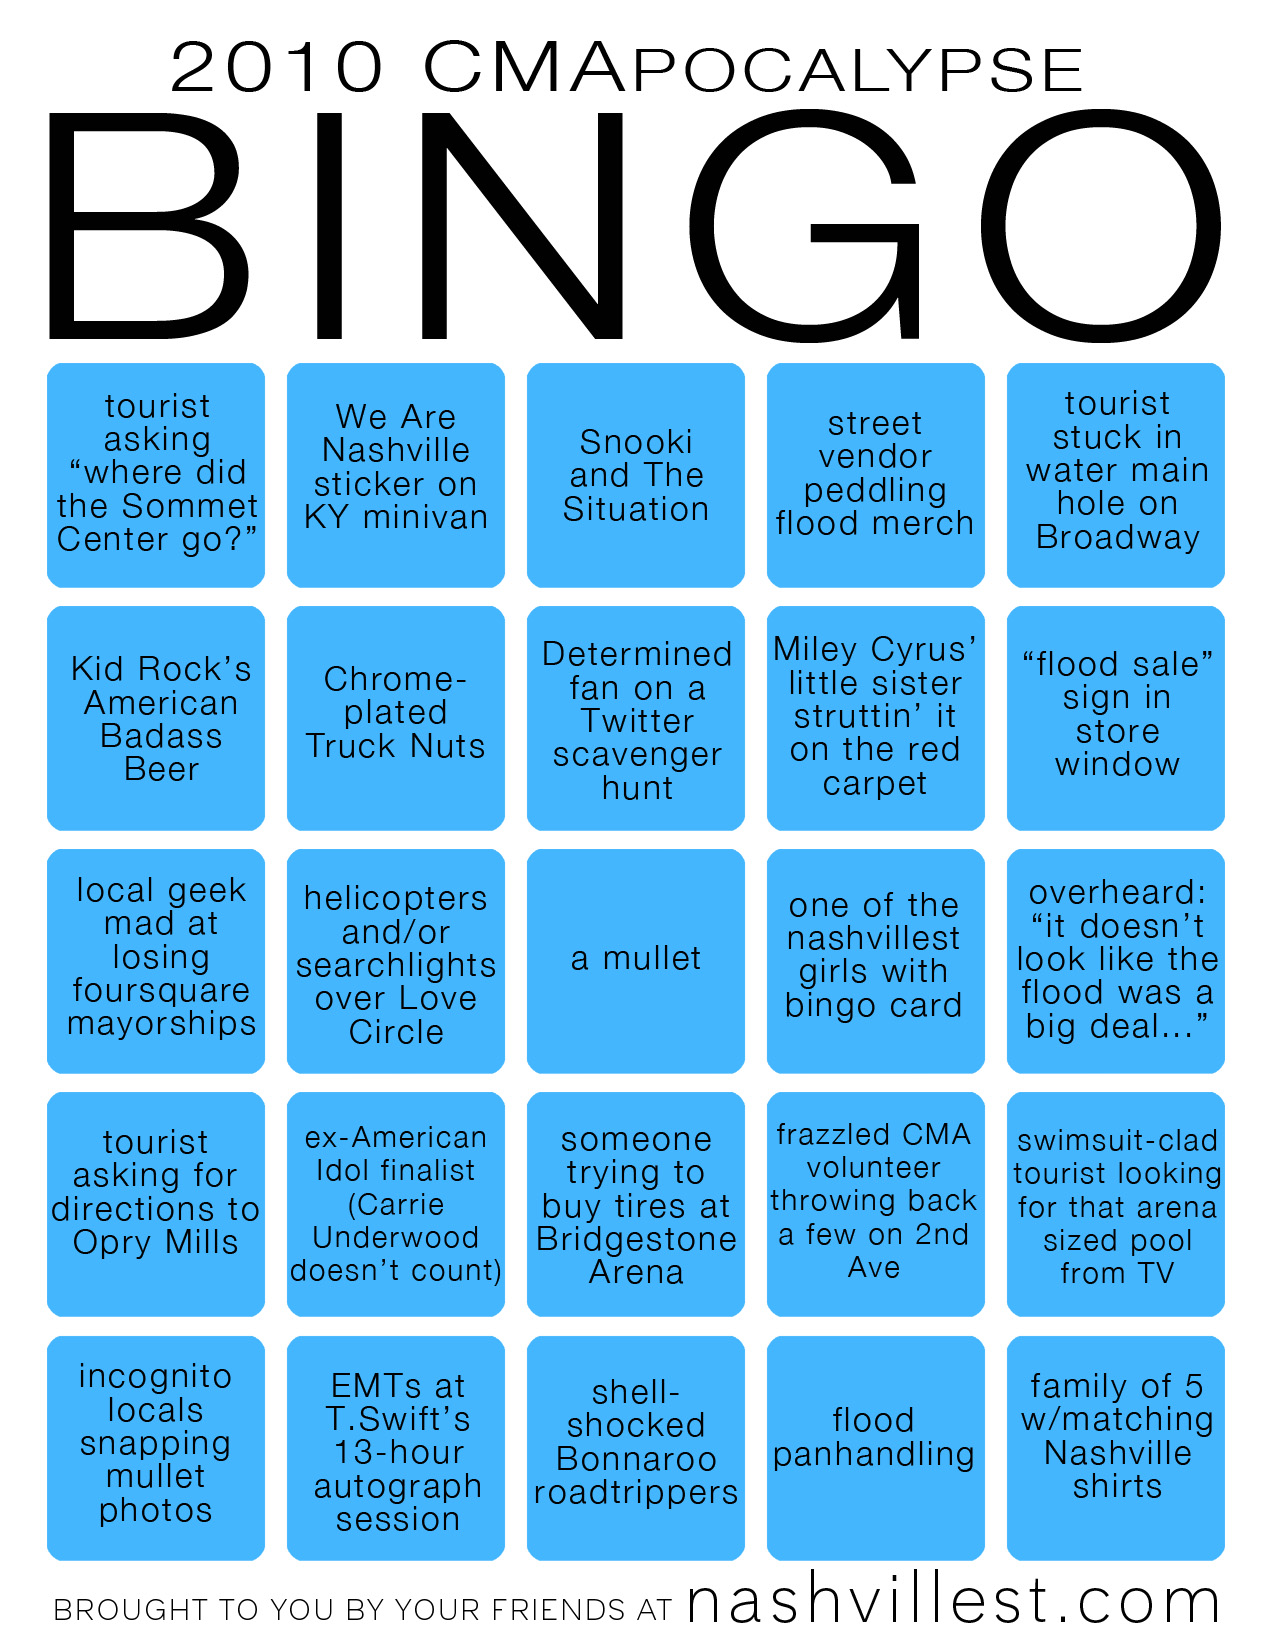 2010 CMAPOCALYPSE
BINGO
tourist
asking
“where did
the Sommet
Center go?”
We Are
Nashville
sticker on
KY minivan
Snooki
and The
Situation
street
vendor
peddling
flood merch
tourist
stuck in
water main
hole on
Broadway
Kid Rock’s
American
Badass
Beer
Chrome-
plated
Truck Nuts
Determined
fan on a
Twitter
scavenger
hunt
Miley Cyrus’
little sister
struttin’ it
on the red
carpet
“flood sale”
sign in
store
window
local geek
mad at
losing
foursquare
mayorships
helicopters
and/or
searchlights
over Love
Circle
a mullet
one of the
nashvillest
girls with
bingo card
overheard:
“it doesn’t
look like the
flood was a
big deal...”
tourist
asking for
directions to
Opry Mills
ex-American
Idol finalist
(Carrie
Underwood
doesn’t count)
someone
trying to
buy tires at
Bridgestone
Arena
frazzled CMA
volunteer
throwing back
a few on 2nd
Ave
swimsuit-clad
tourist looking
for that arena
sized pool
from TV
incognito
locals
snapping
mullet
photos
EMTs at
T.Swift’s
13-hour
autograph
session
shell-
shocked
Bonnaroo
roadtrippers
flood
panhandling
family of 5
w/matching
Nashville
shirts
BROUGHT TO YOU BY YOUR FRIENDS AT nashvillest.com